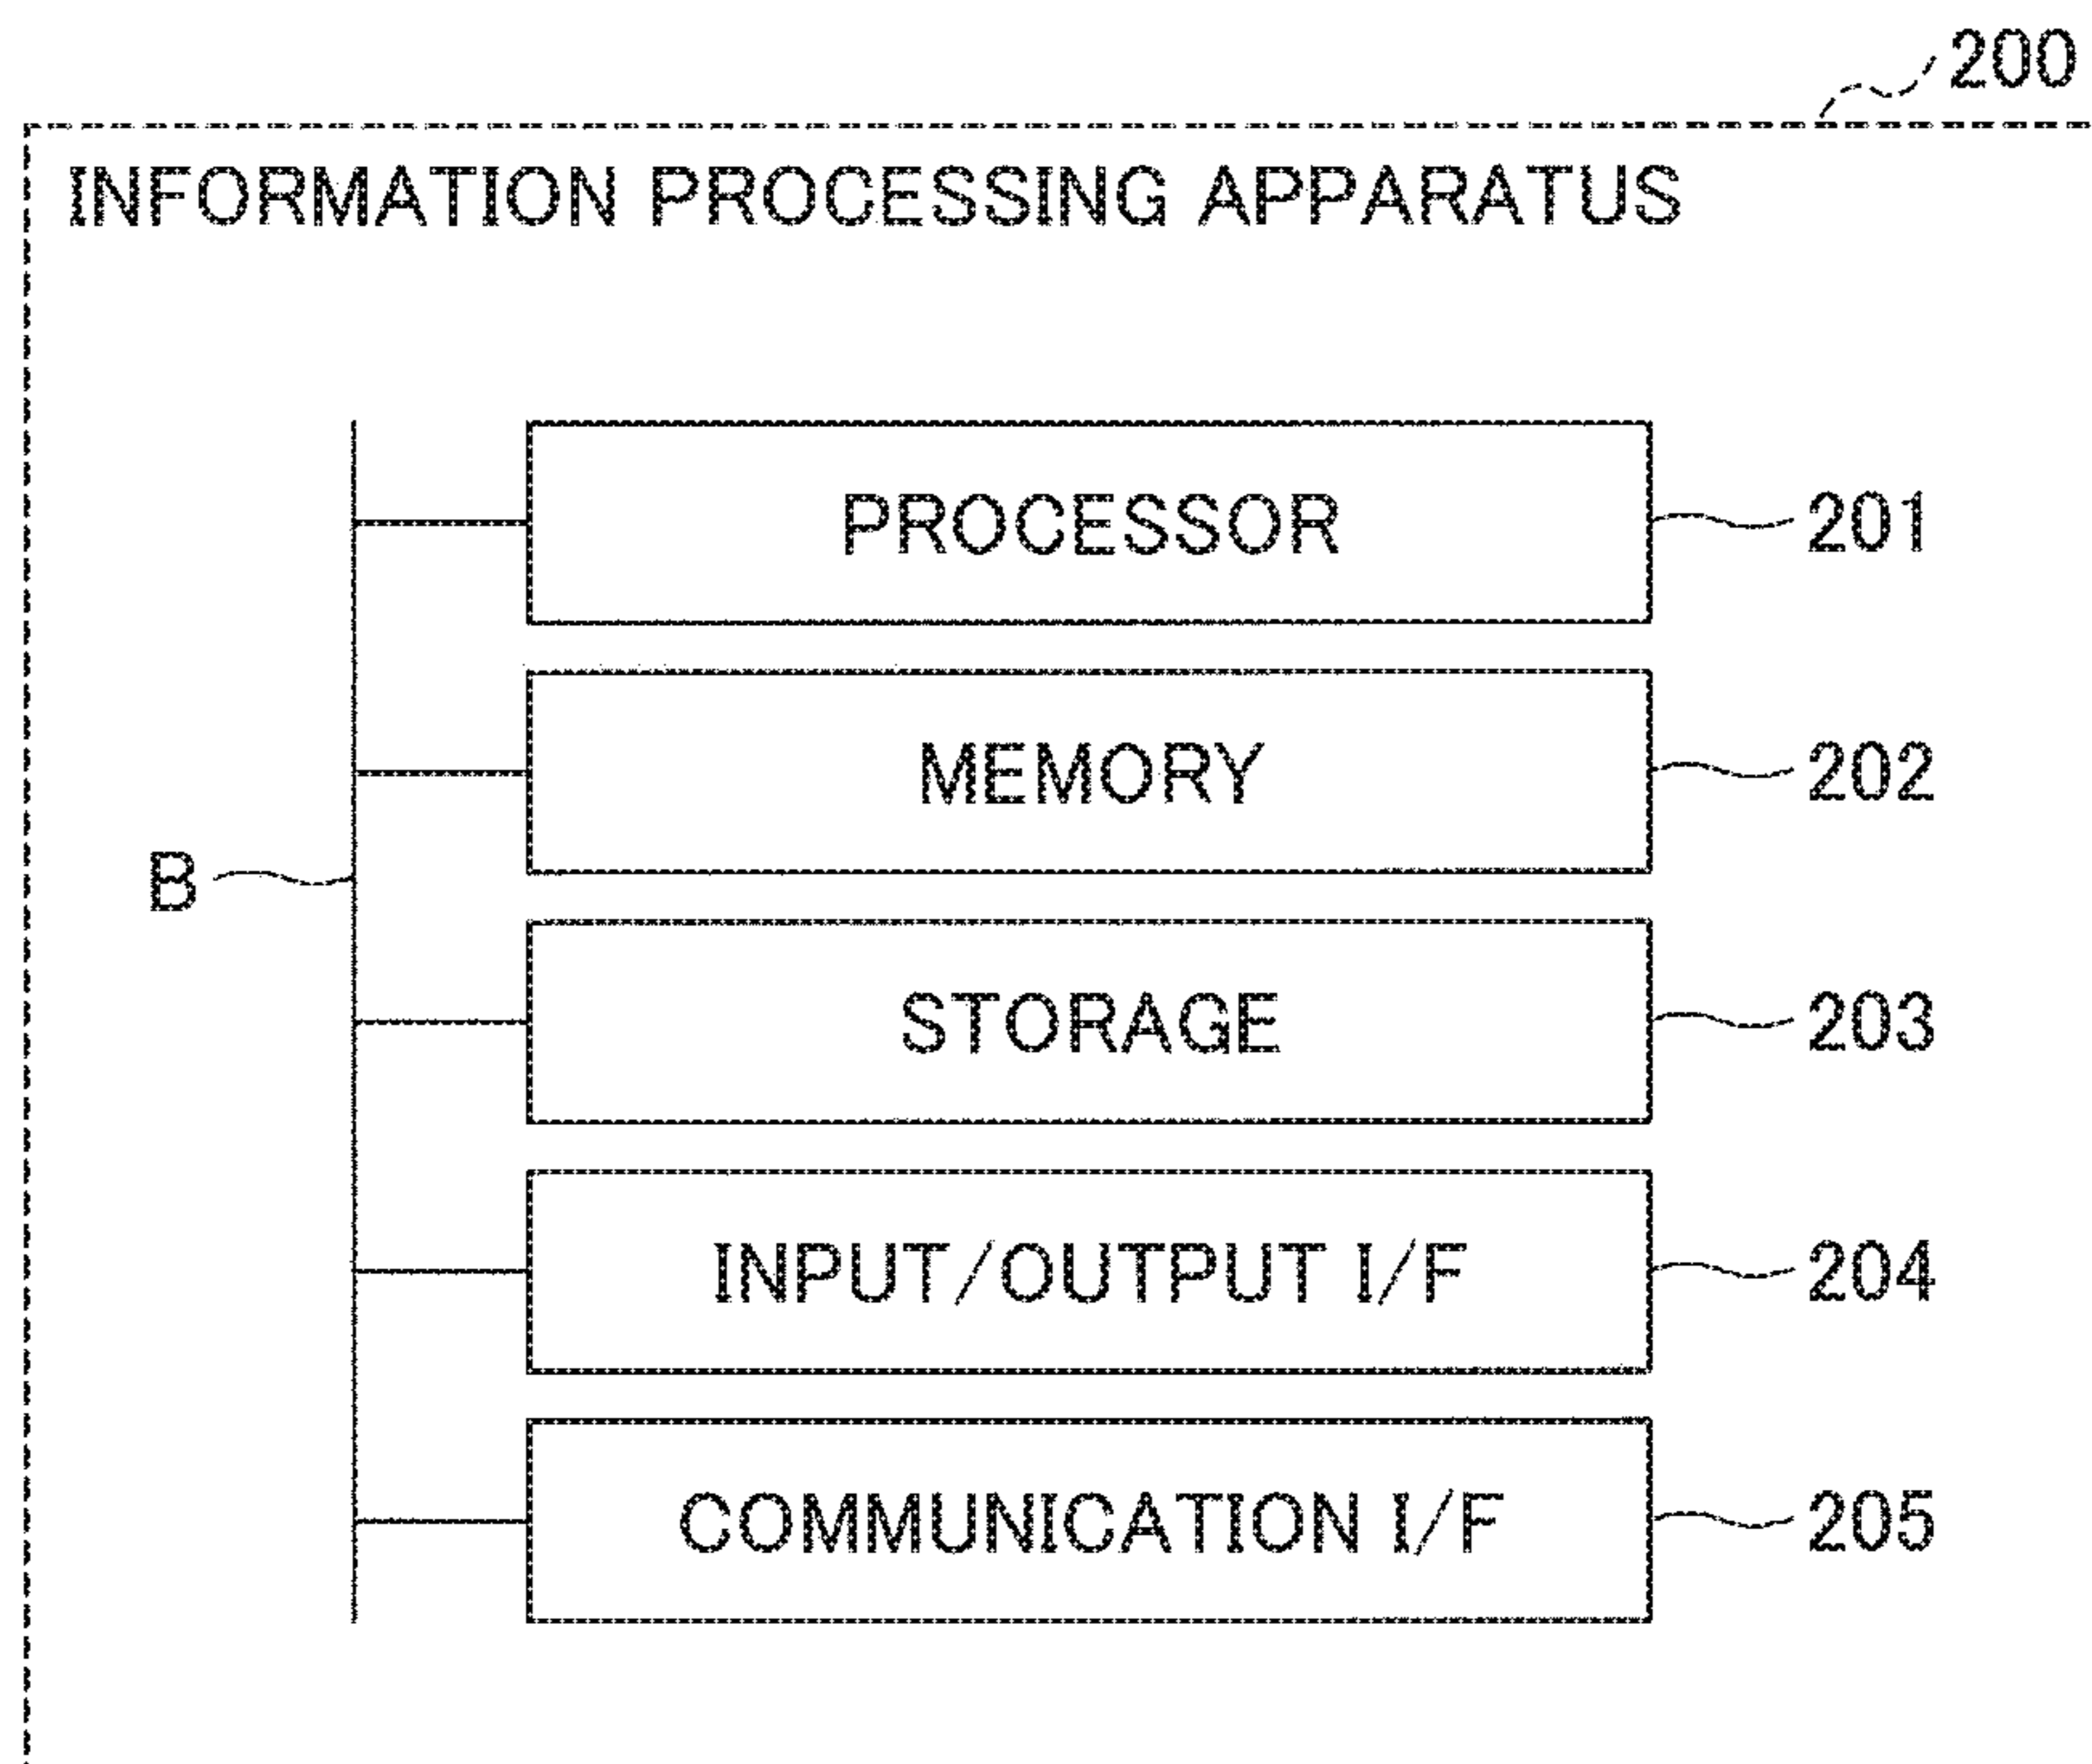 200
INFORMATION PROCESSING APPARATUS
PROCESSOR 201
MEMORY 202
B
STORAGE 203
INPUT/OUTPUT I/F 204
COMMUNICATION I/F 205